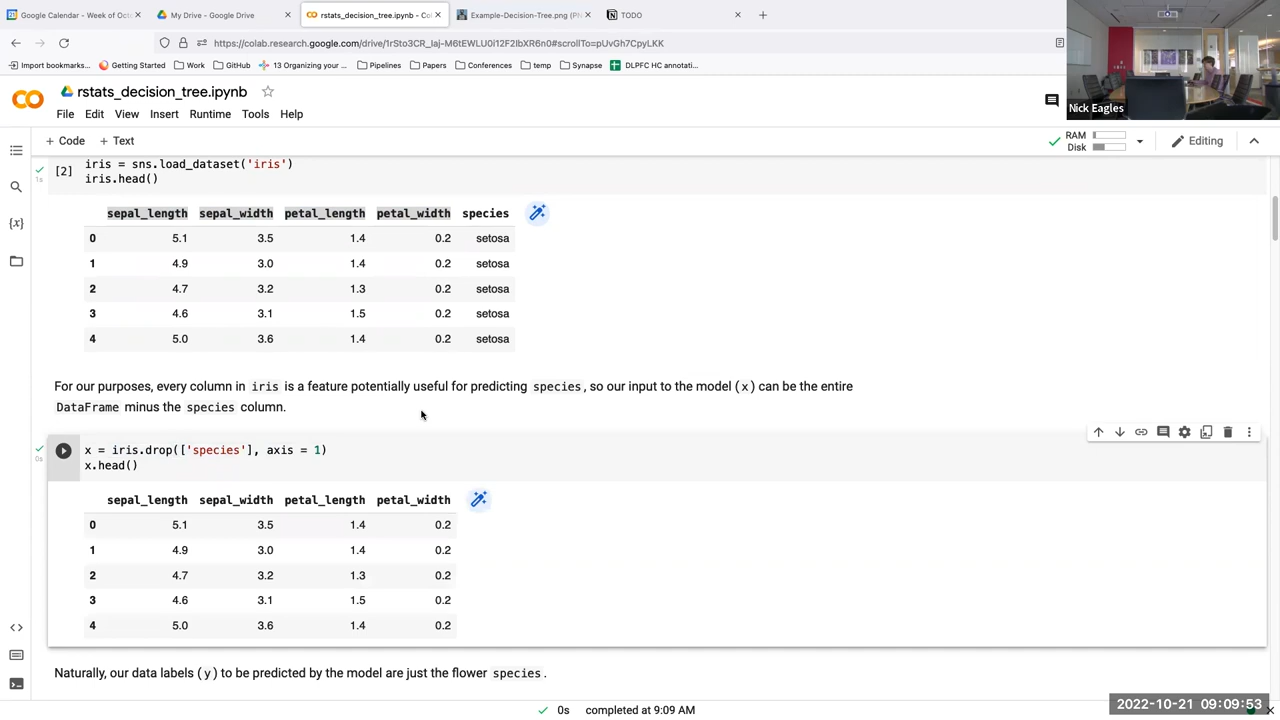 Google Calendar - Week of Oct
My Drive - Google Drive
rstats_decision_tree.ipynb - Col
Example-Decision-Tree.png (PN
TODO
https://colab.research.google.com/drive/1rSto3CR_Iaj-M6tEWLU0i12F2IbXR6n0#scrollTo=pUvGh7CpyLKK
Import bookmarks...
Getting Started
Work
GitHub
13 Organizing your ...
Pipelines
Papers
Conferences
temp
Synapse
DLPFC HC annotati...
Nick Eagles
rstats_decision_tree.ipynb
File Edit View Insert Runtime Tools Help
+ Code + Text
RAM
Disk
Editing
[2] iris = sns.load_dataset('iris')
1s
iris.head()
sepal_length sepal_width petal_length petal_width species
0 5.1 3.5 1.4 0.2 setosa
1 4.9 3.0 1.4 0.2 setosa
2 4.7 3.2 1.3 0.2 setosa
3 4.6 3.1 1.5 0.2 setosa
4 5.0 3.6 1.4 0.2 setosa
For our purposes, every column in iris is a feature potentially useful for predicting species, so our input to the model (x) can be the entire
DataFrame minus the species column.
x = iris.drop(['species'], axis = 1)
0s
x.head()
sepal_length sepal_width petal_length petal_width
0 5.1 3.5 1.4 0.2
1 4.9 3.0 1.4 0.2
2 4.7 3.2 1.3 0.2
3 4.6 3.1 1.5 0.2
4 5.0 3.6 1.4 0.2
Naturally, our data labels (y) to be predicted by the model are just the flower species.
0s completed at 9:09 AM
2022-10-21 09:09:53